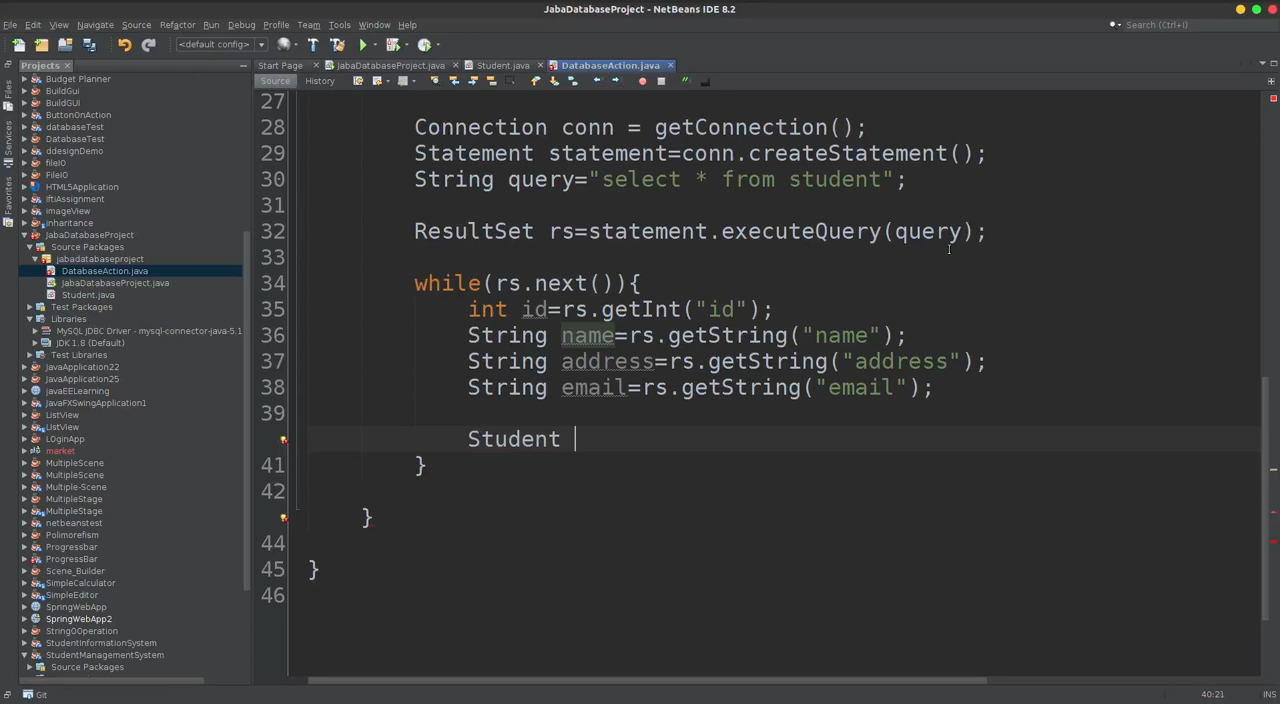 JabaDatabaseProject - NetBeans IDE 8.2
File Edit View Navigate Source Refactor Run Debug Profile Team Tools Window Help
Search (Ctrl+I)
<default config>
Projects
Start Page
JabaDatabaseProject.java
Student.java
DatabaseAction.java
Source
History
Files
Services
Favorites
Budget Planner
BuildGui
BuildGUI
ButtonOnAction
databaseTest
DatabaseTest
ddesignDemo
fileIO
FileIO
HTML5Application
iftiAssignment
imageView
inharitance
JabaDatabaseProject
Source Packages
jabadatabaseproject
DatabaseAction.java
JabaDatabaseProject.java
Student.java
Test Packages
Libraries
MySQL JDBC Driver - mysql-connector-java-5.1
JDK 1.8 (Default)
Test Libraries
JavaApplication22
JavaApplication25
javaEELearning
JavaFXSwingApplication1
ListView
LIstView
LOginApp
market
MultipleScene
MultipleScene
Multiple-Scene
MultipleStage
MultipleStage
netbeanstest
Polimorefism
Progressbar
ProgressBar
Scene_Builder
SimpleCalculator
SimpleEditor
SpringWebApp
SpringWebApp2
StringOOperation
StudentInformationSystem
StudentManagementSystem
Source Packages
27
28 Connection conn = getConnection();
29 Statement statement=conn.createStatement();
30 String query="select * from student";
31
32 ResultSet rs=statement.executeQuery(query);
33
34 while(rs.next()){
35 int id=rs.getInt("id");
36 String name=rs.getString("name");
37 String address=rs.getString("address");
38 String email=rs.getString("email");
39
Student
41 }
42
}
44
45 }
46
Git
40:21
INS